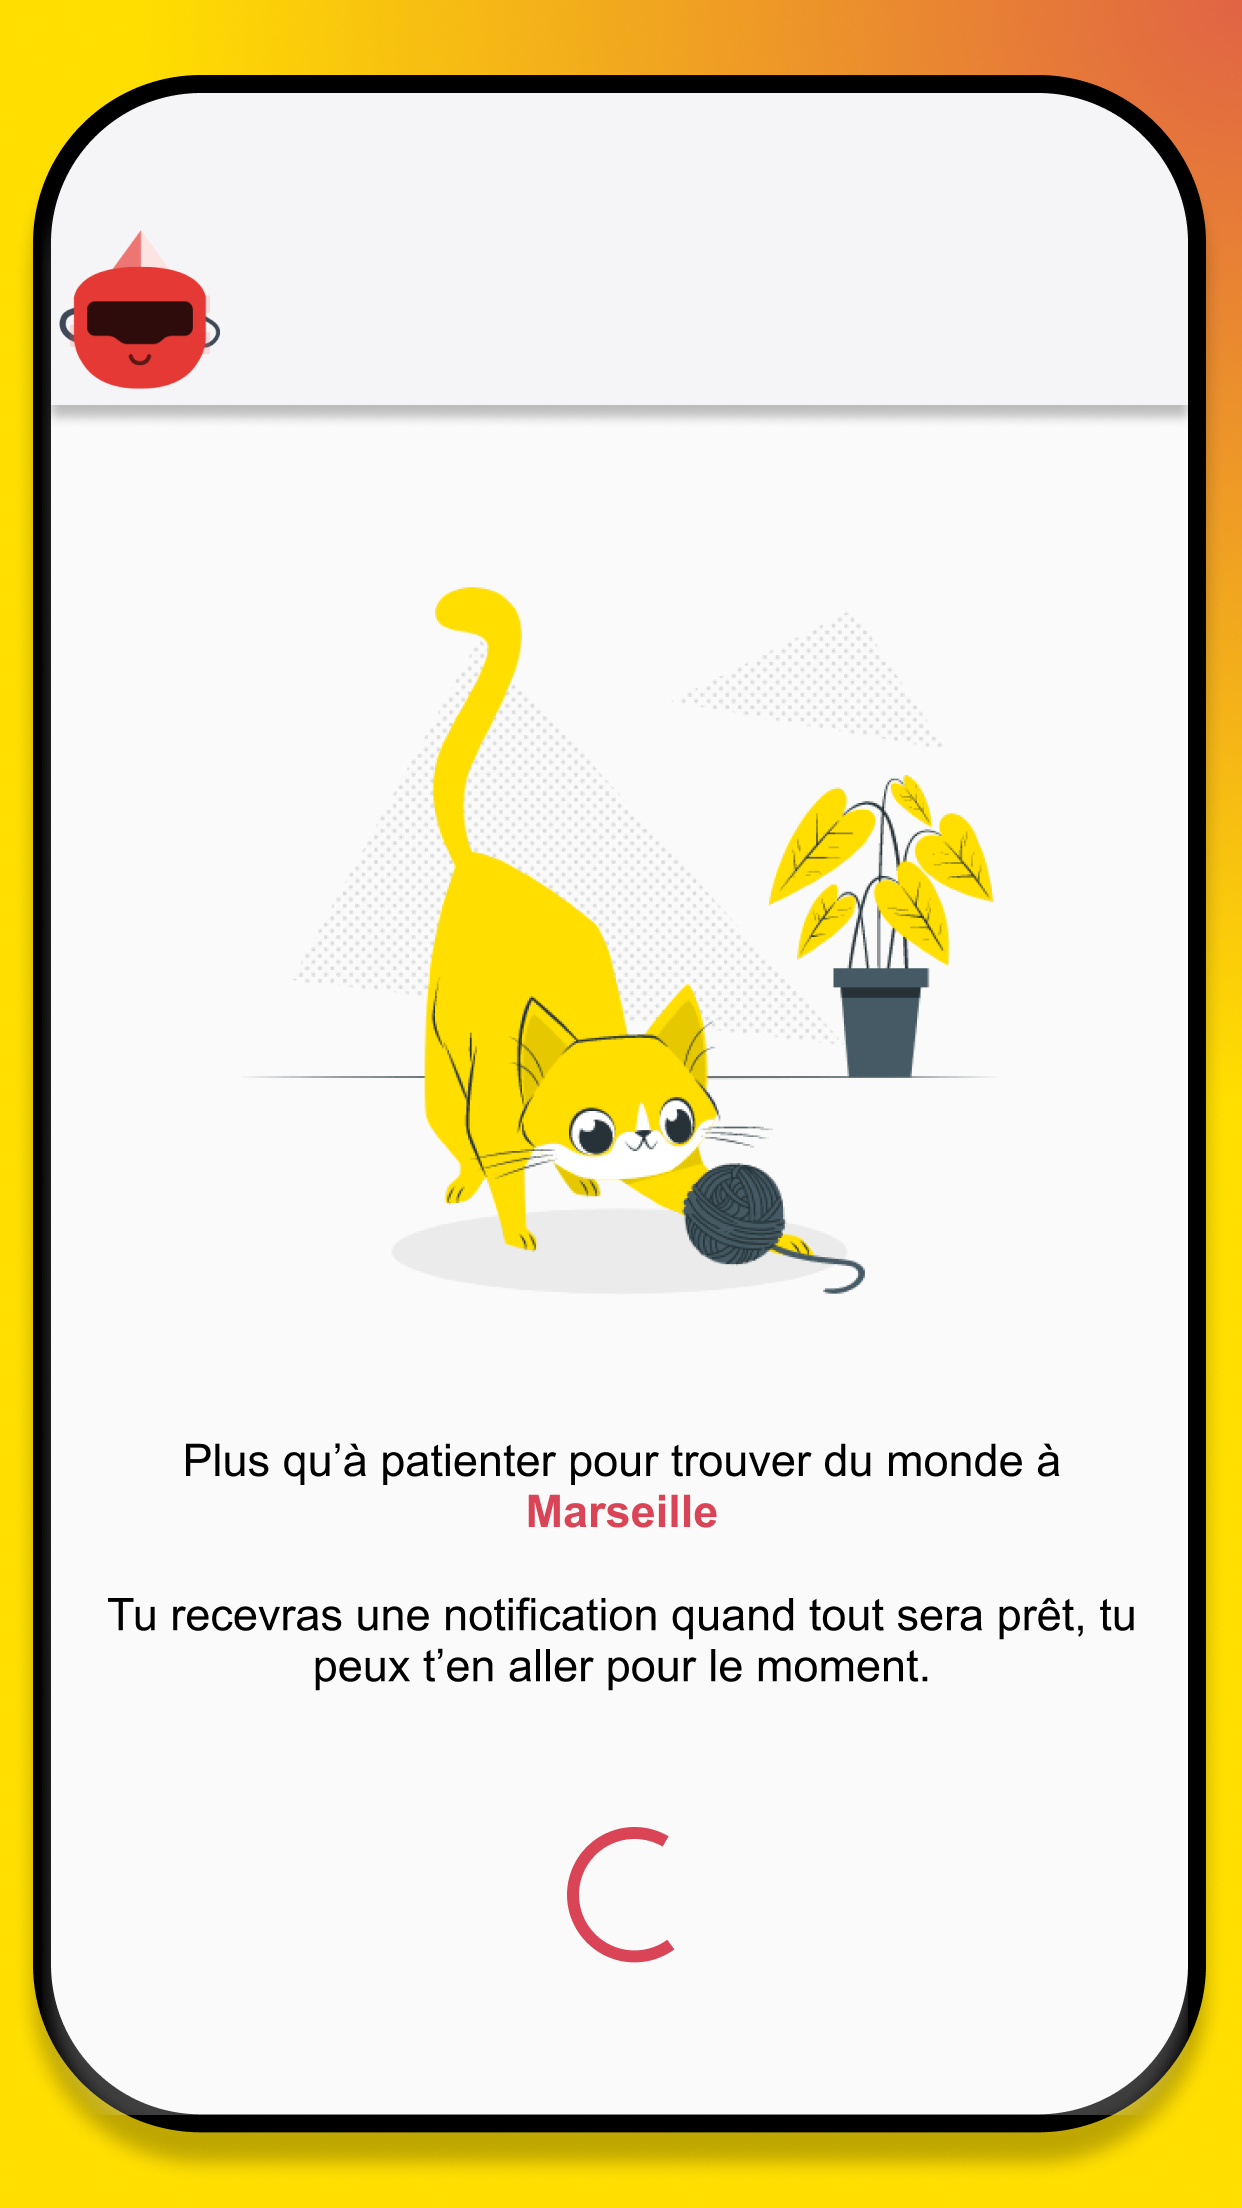 Plus qu’à patienter pour trouver du monde à
Marseille
Tu recevras une notification quand tout sera prêt, tu
peux t’en aller pour le moment.